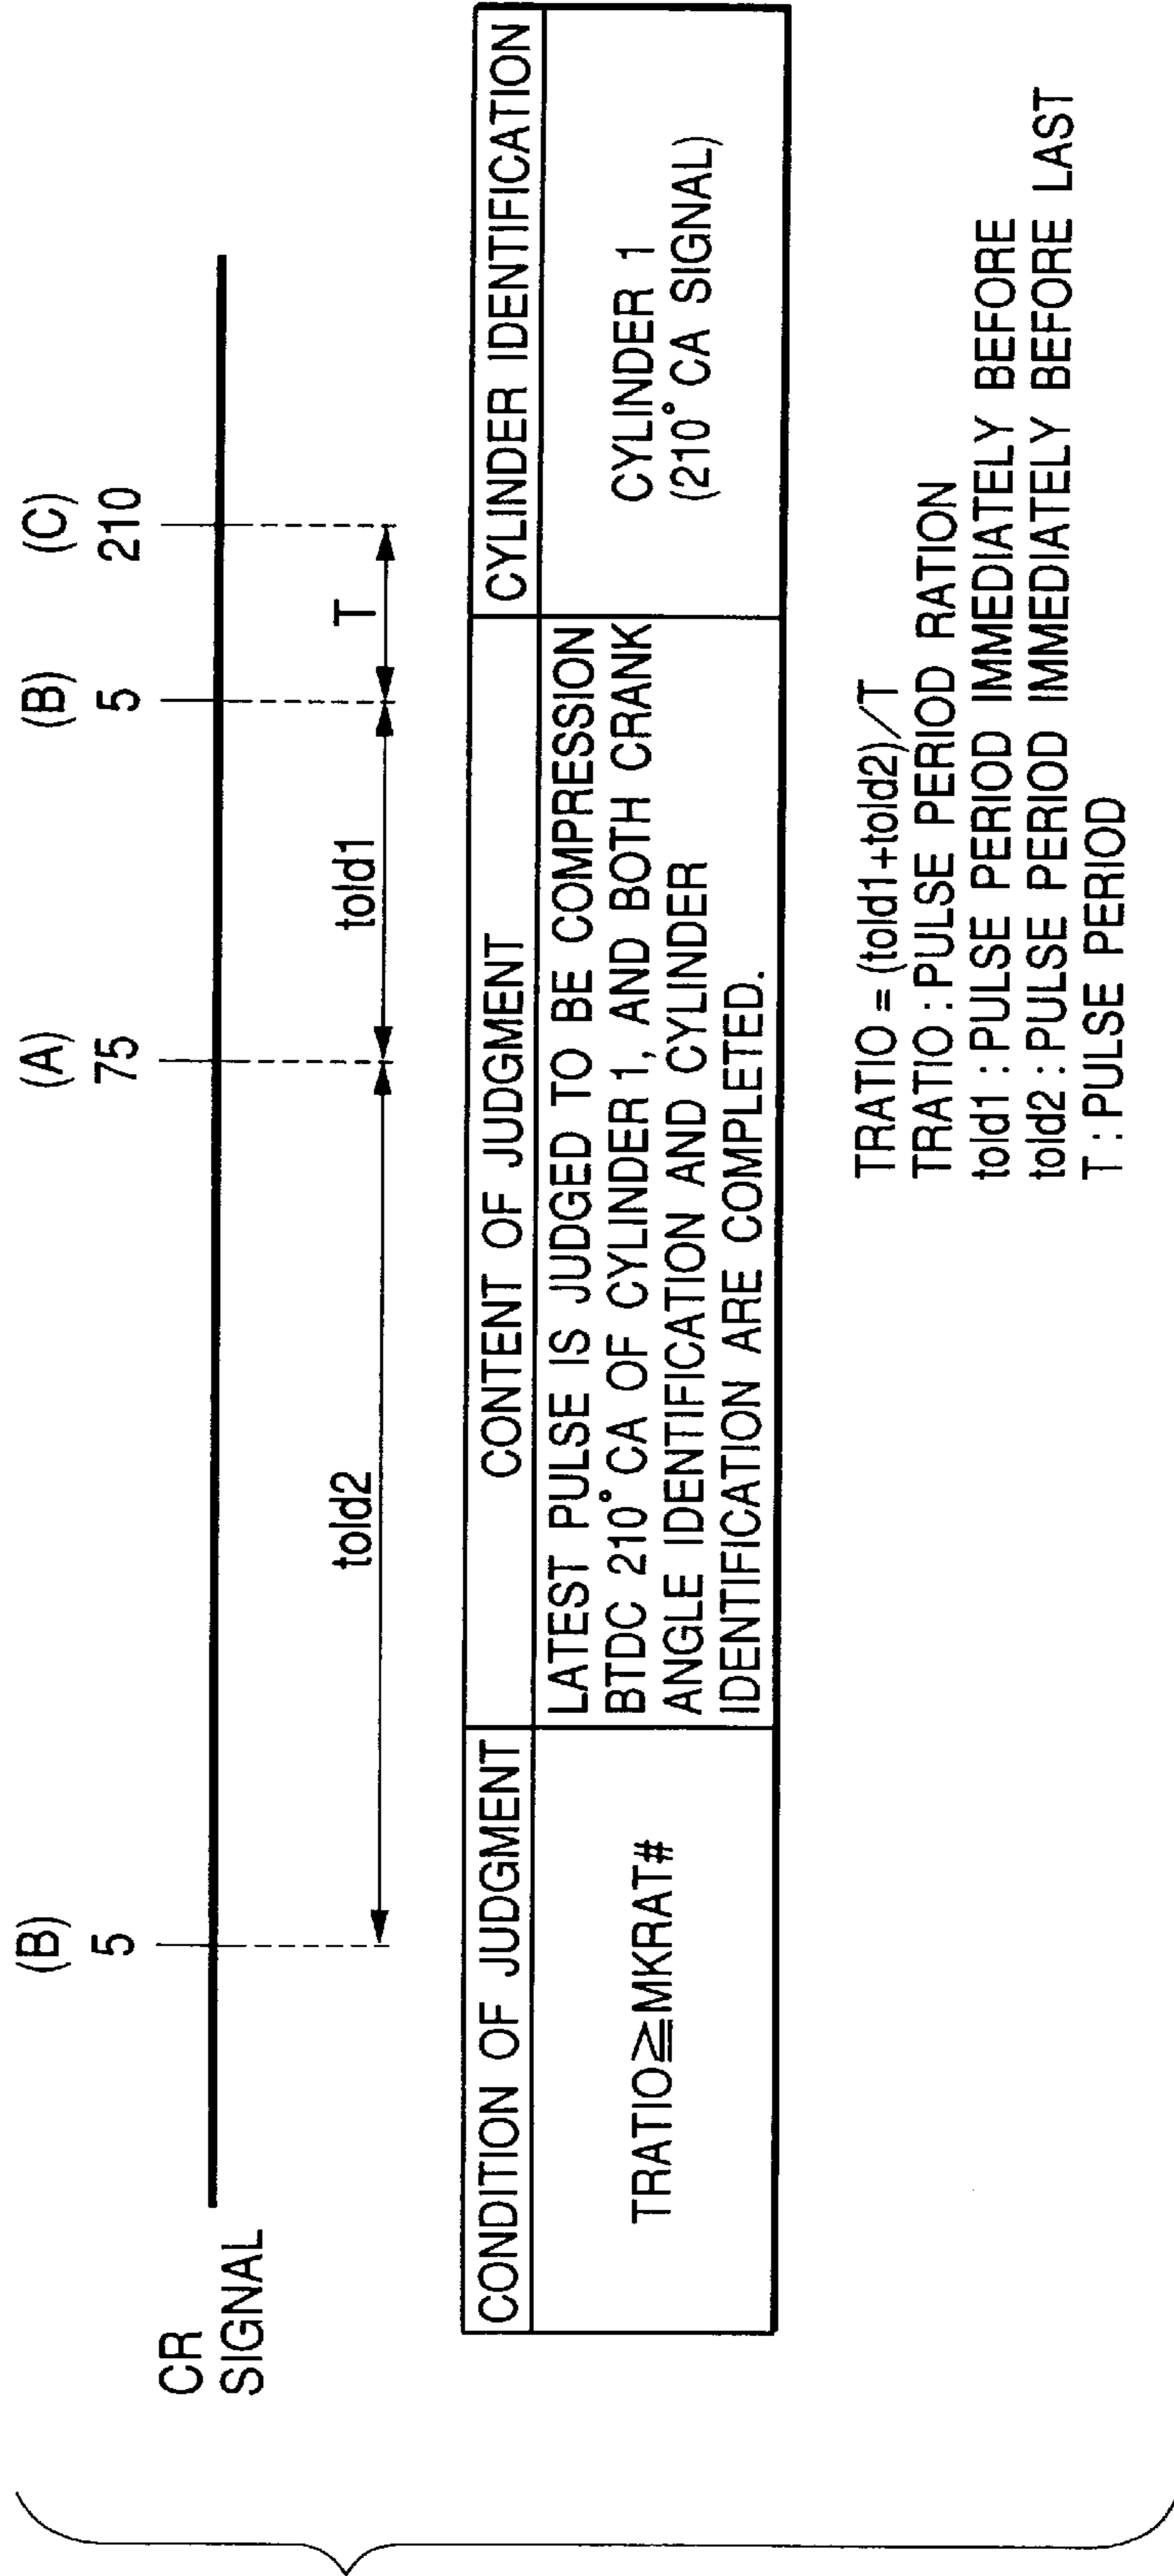 (B) (A) (B) (C)
5 75 5 210
CR
SIGNAL
told2 told1 T
CONDITION OF JUDGMENT CONTENT OF JUDGMENT CYLINDER IDENTIFICATION
TRATIO≧MKRAT#
LATEST PULSE IS JUDGED TO BE COMPRESSION
BTDC 210°CA OF CYLINDER 1, AND BOTH CRANK
ANGLE IDENTIFICATION AND CYLINDER
IDENTIFICATION ARE COMPLETED.
CYLINDER 1
(210°CA SIGNAL)
TRATIO = (told1+told2)/T
TRATIO : PULSE PERIOD RATION
told1 : PULSE PERIOD IMMEDIATELY BEFORE
told2 : PULSE PERIOD IMMEDIATELY BEFORE LAST
T : PULSE PERIOD